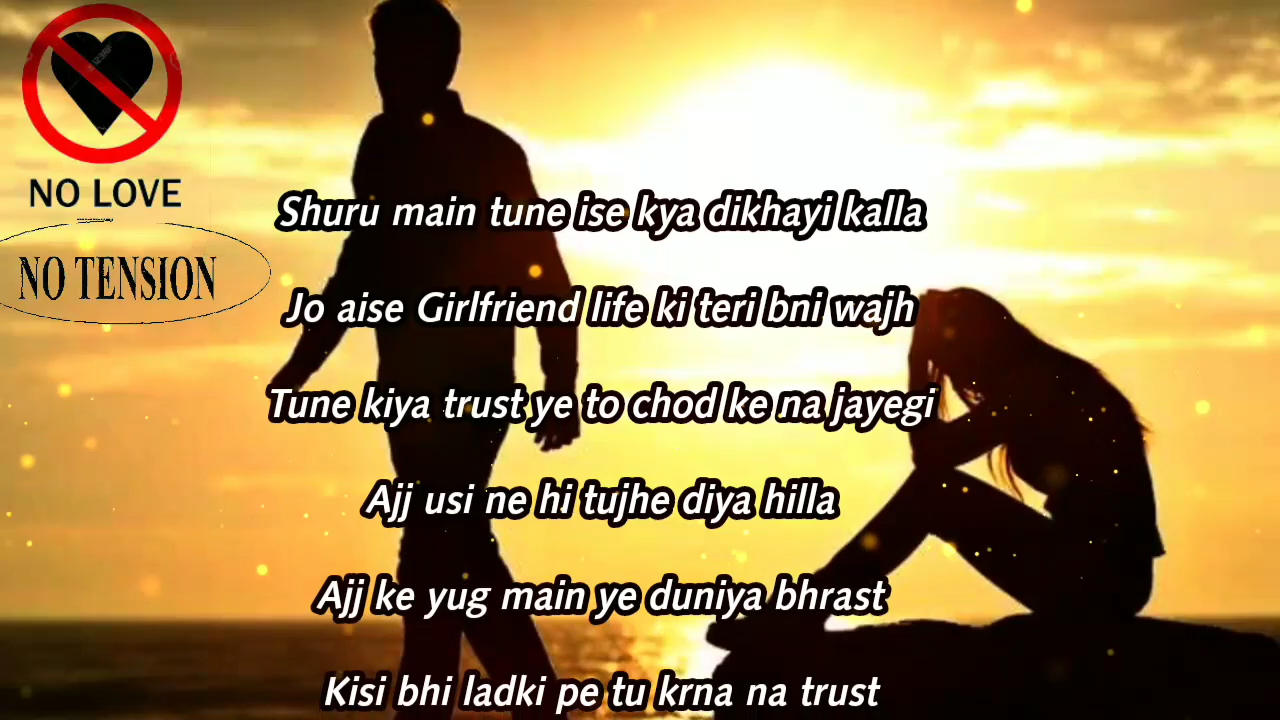 NO LOVE
NO TENSION
Shuru main tune ise kya dikhayi kalla
Jo aise Girlfriend life ki teri bni wajh
Tune kiya trust ye to chod ke na jayegi
Ajj usi ne hi tujhe diya hilla
Ajj ke yug main ye duniya bhrast
Kisi bhi ladki pe tu krna na trust